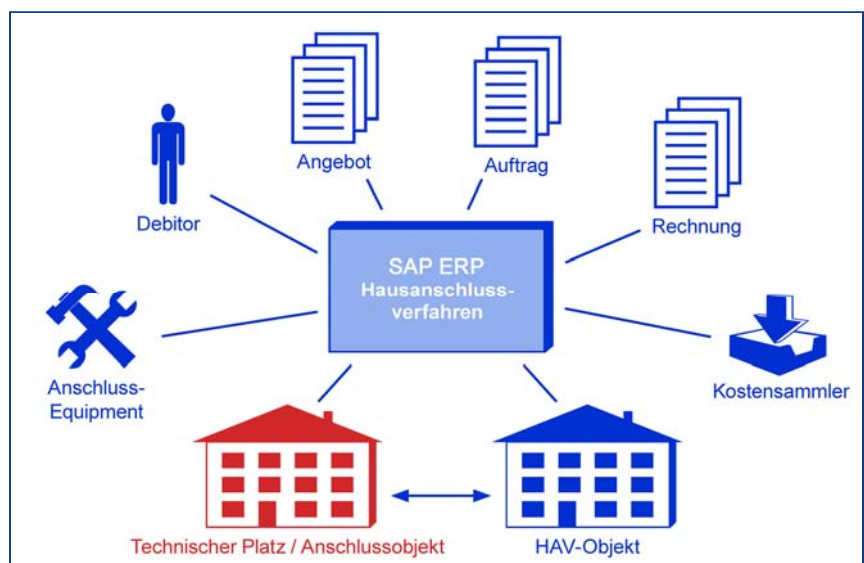 Angebot
Auftrag
Debitor
Rechnung
SAP ERP
Hausanschluss-
verfahren
Anschluss-
Equipment
Kostensammler
Technischer Platz / Anschlussobjekt
HAV-Objekt